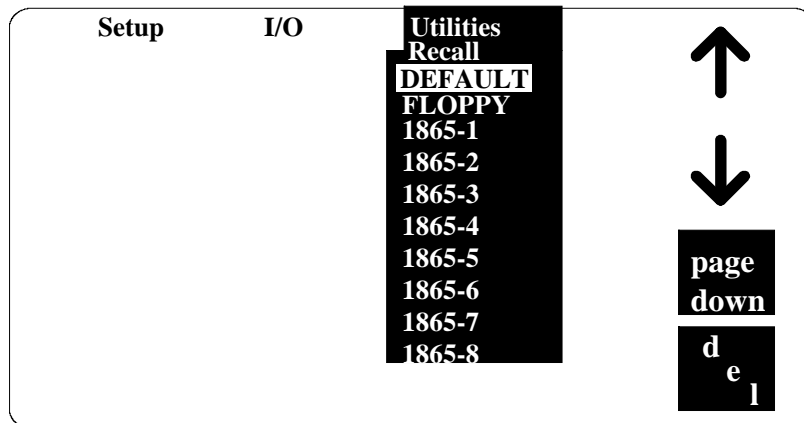 Setup I/O Utilities
Recall
DEFAULT
FLOPPY
1865-1
1865-2
1865-3
1865-4
1865-5
1865-6
1865-7
1865-8
page
down
del